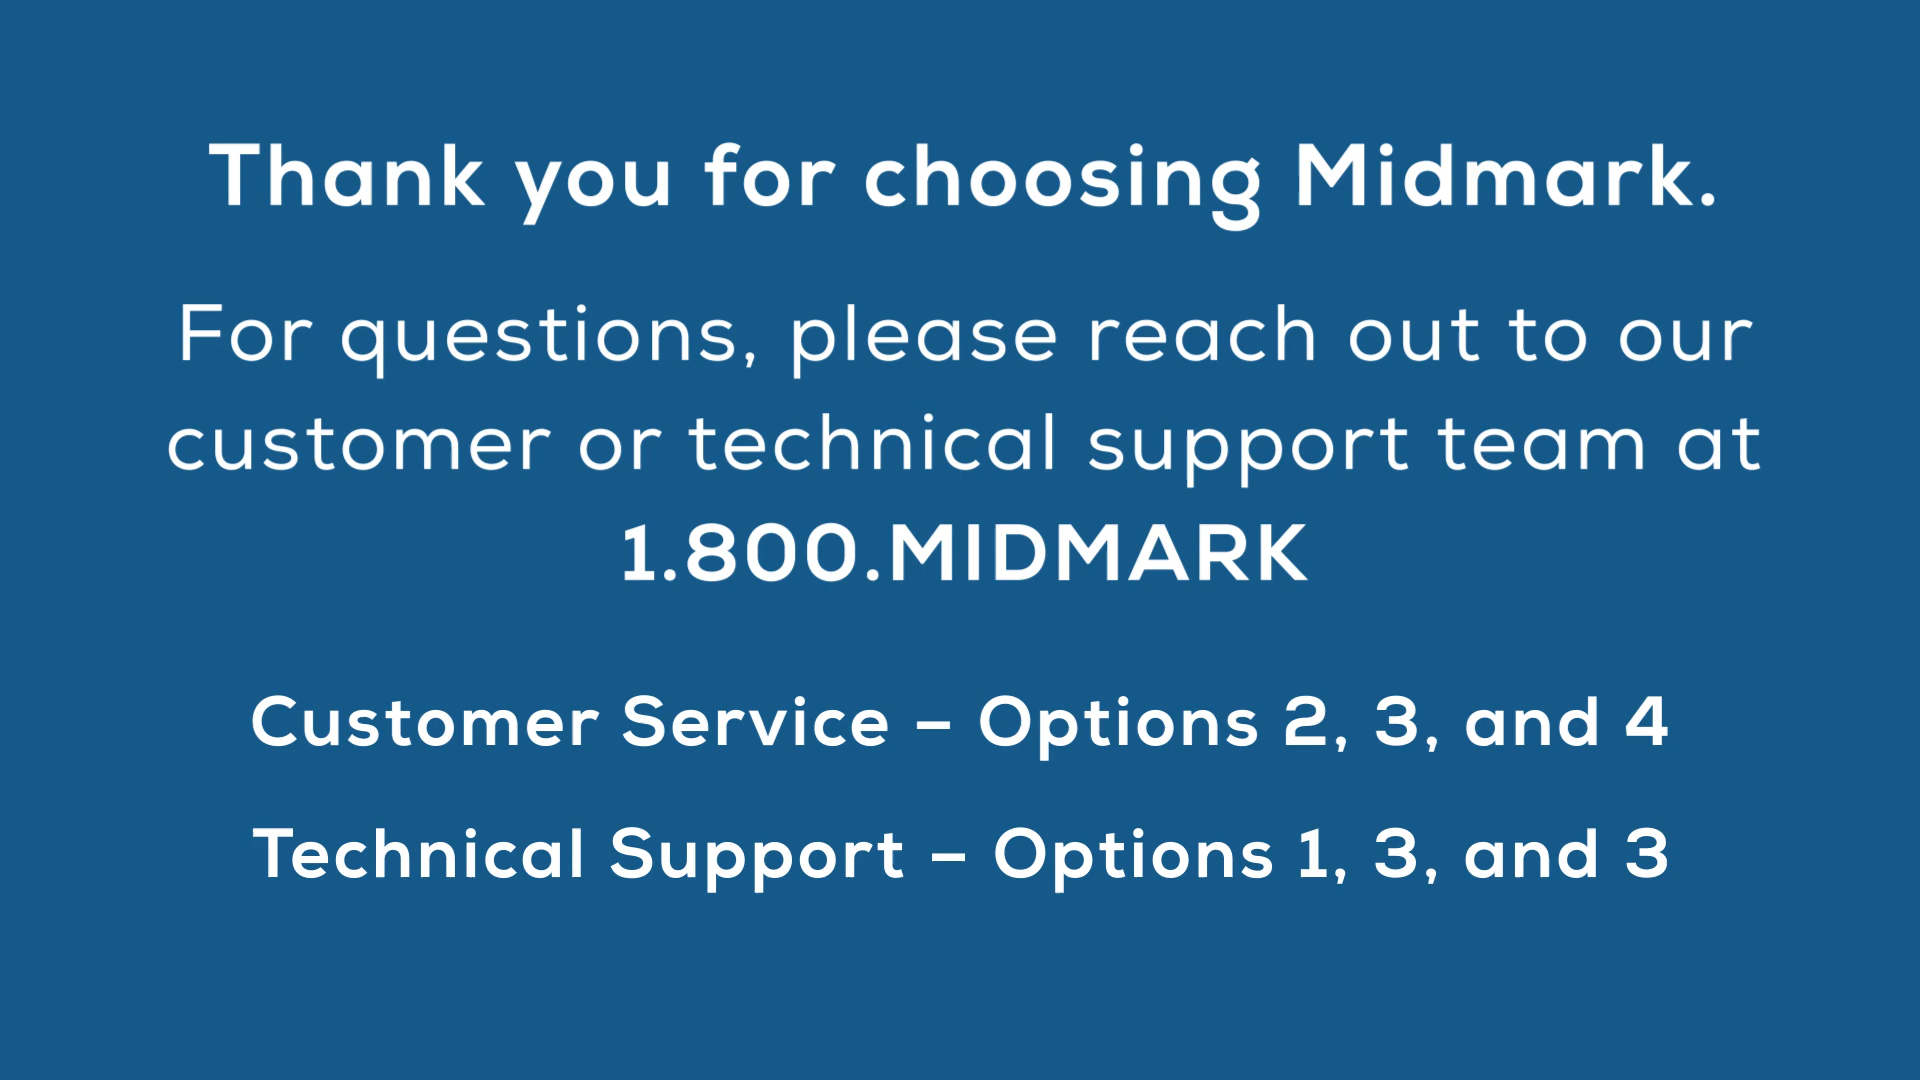 Thank you for choosing Midmark.
For questions, please reach out to our
customer or technical support team at
1.800.MIDMARK
Customer Service – Options 2, 3, and 4
Technical Support – Options 1, 3, and 3